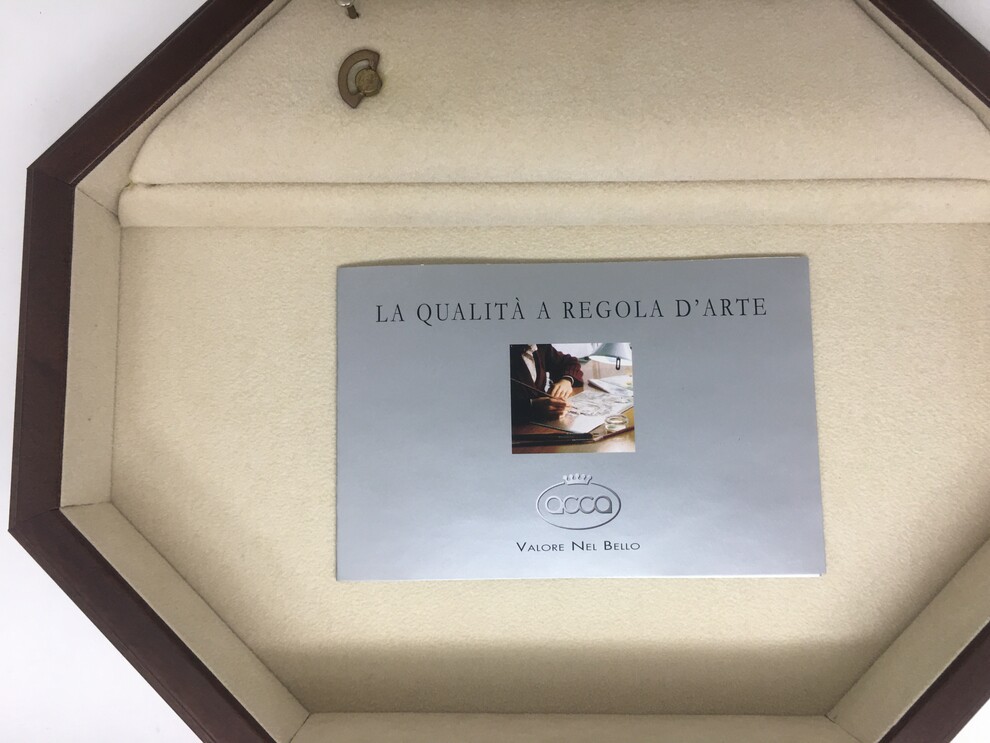 LA QUALITÀ A REGOLA D'ARTE
acca
VALORE NEL BELLO